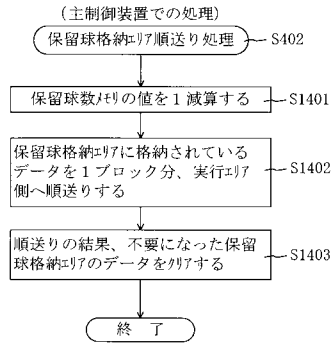 (主制御装置での処理)
保留球格納エリア順送り処理
S402
保留球数メモリの値を1減算する
S1401
保留球格納エリアに格納されている
データを1ブロック分、実行エリア
側へ順送りする
S1402
順送りの結果、不要になった保留
球格納エリアのデータをクリアする
S1403
終 了